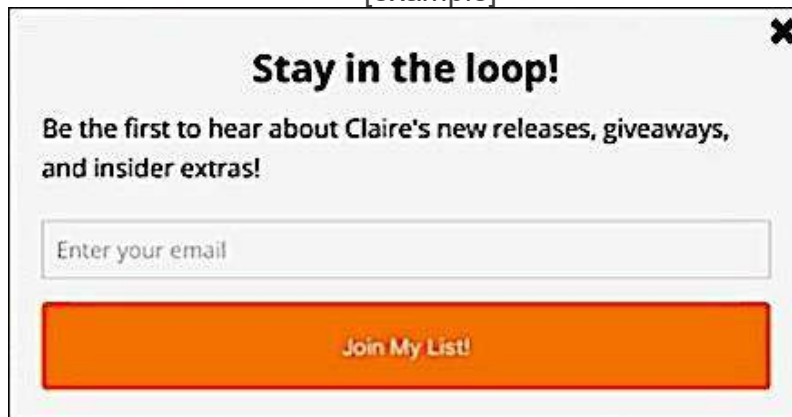 [example]
Stay in the loop!
Be the first to hear about Claire's new releases, giveaways,
and insider extras!
Enter your email
Join My List!